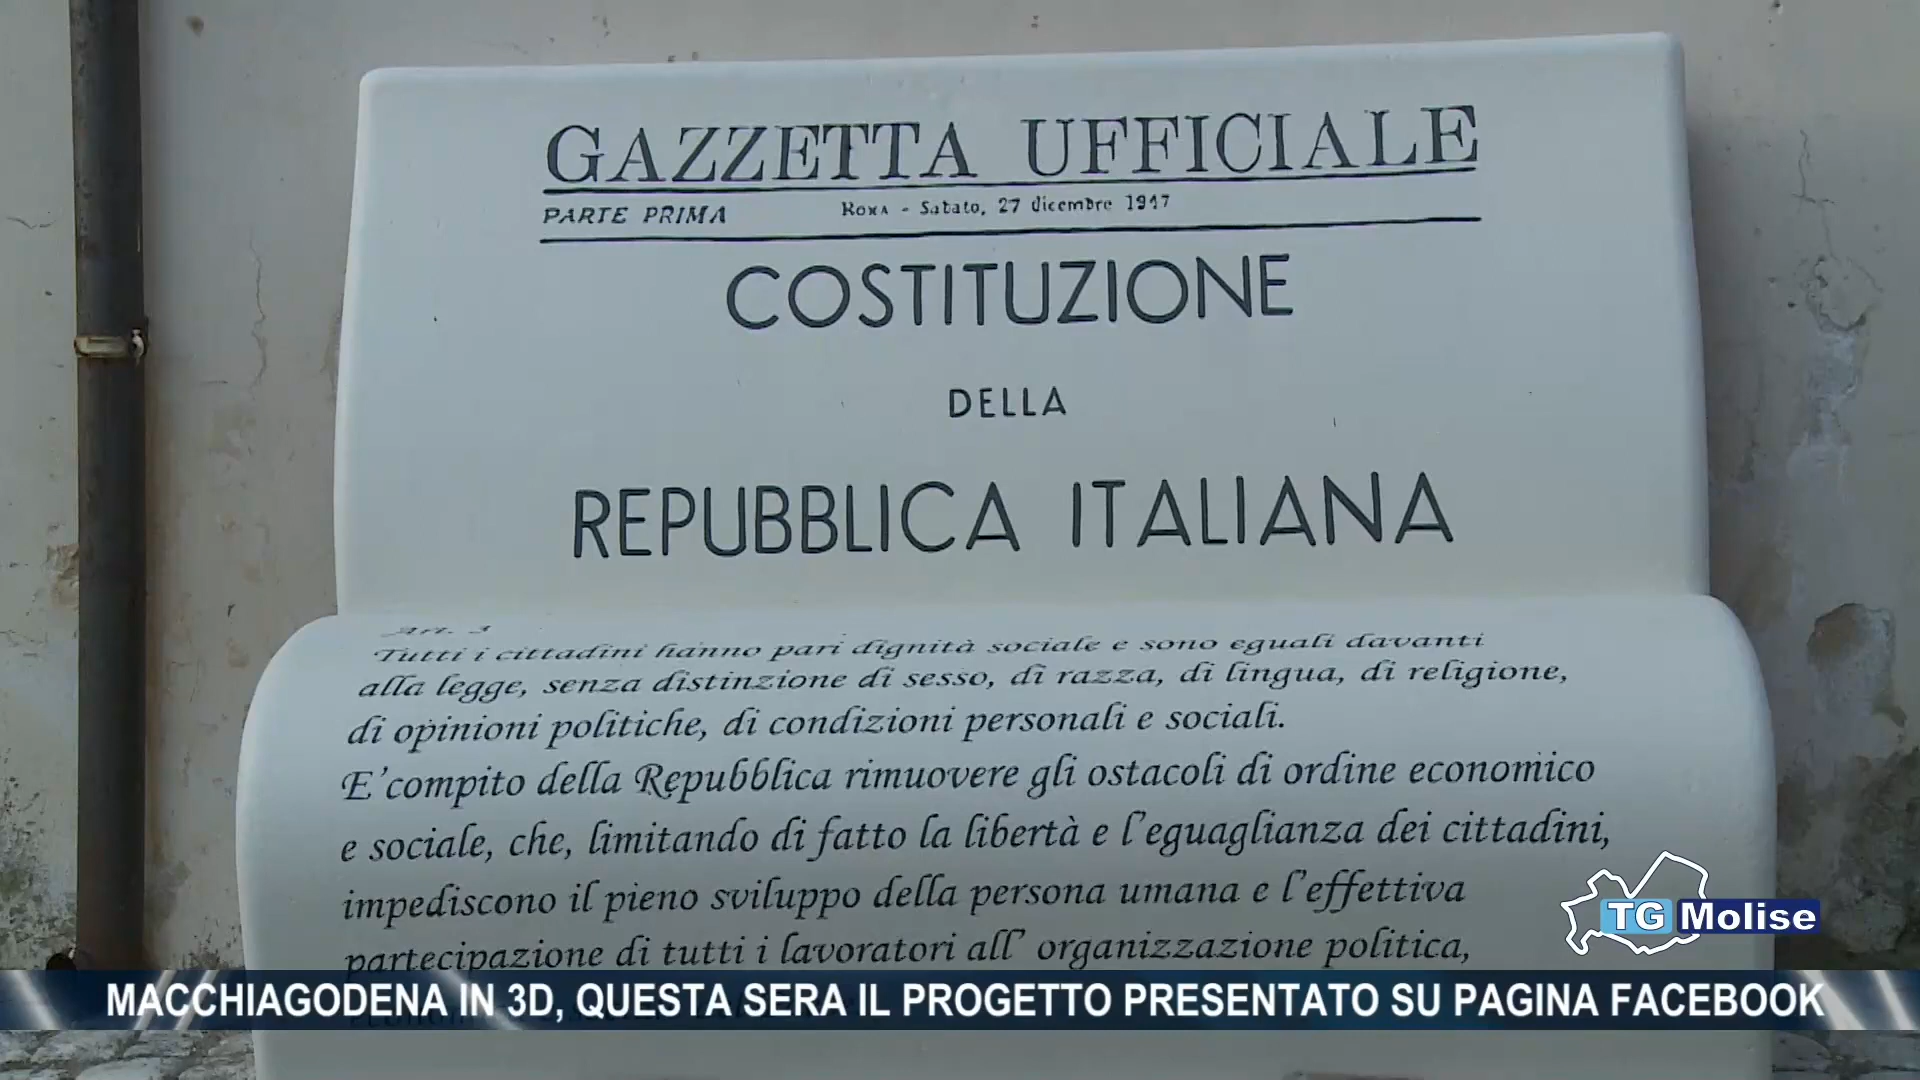 GAZZETTA UFFICIALE
PARTE PRIMA Roma - Sabato, 27 dicembre 1947
COSTITUZIONE
DELLA
REPUBBLICA ITALIANA
Art. 3
Tutti i cittadini hanno pari dignità sociale e sono eguali davanti
alla legge, senza distinzione di sesso, di razza, di lingua, di religione,
di opinioni politiche, di condizioni personali e sociali.
E' compito della Repubblica rimuovere gli ostacoli di ordine economico
e sociale, che, limitando di fatto la libertà e l'eguaglianza dei cittadini,
impediscono il pieno sviluppo della persona umana e l'effettiva
partecipazione di tutti i lavoratori all' organizzazione politica,
TG Molise
MACCHIAGODENA IN 3D, QUESTA SERA IL PROGETTO PRESENTATO SU PAGINA FACEBOOK